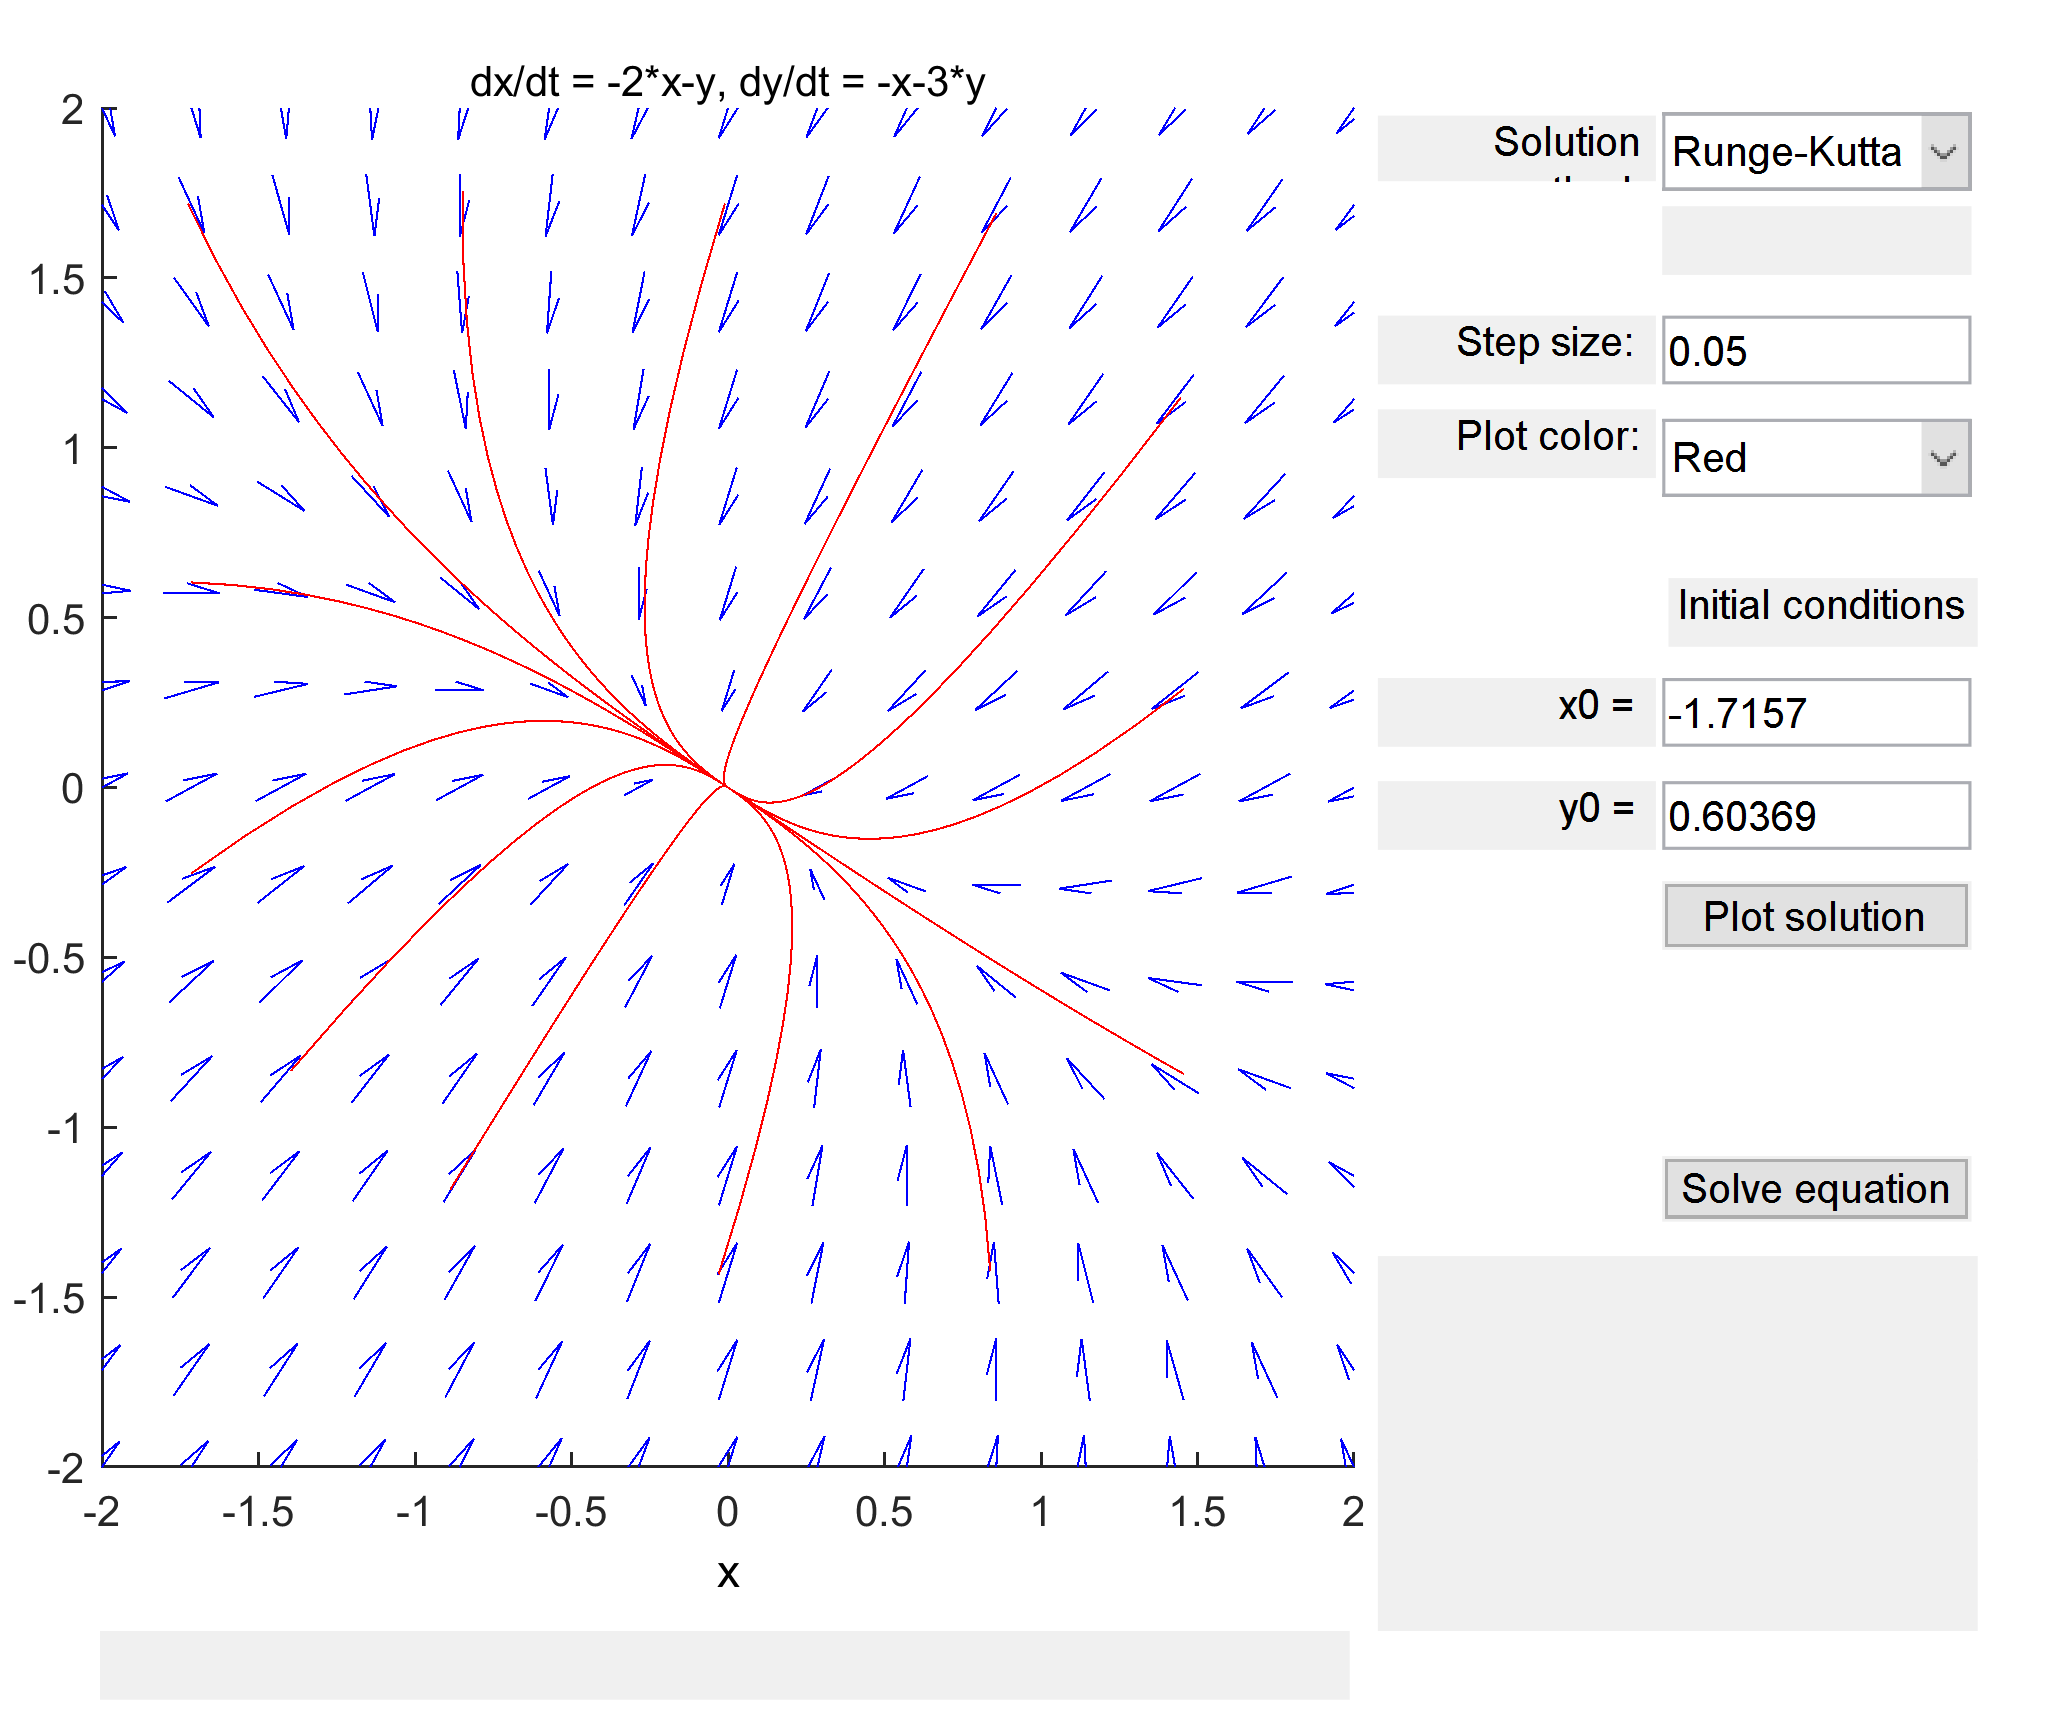 dx/dt = -2*x-y, dy/dt = -x-3*y
2
1.5
1
0.5
0
-0.5
-1
-1.5
-2
-2 -1.5 -1 -0.5 0 0.5 1 1.5 2
x
Solution
Runge-Kutta
Step size: 0.05
Plot color: Red
Initial conditions
x0 = -1.7157
y0 = 0.60369
Plot solution
Solve equation